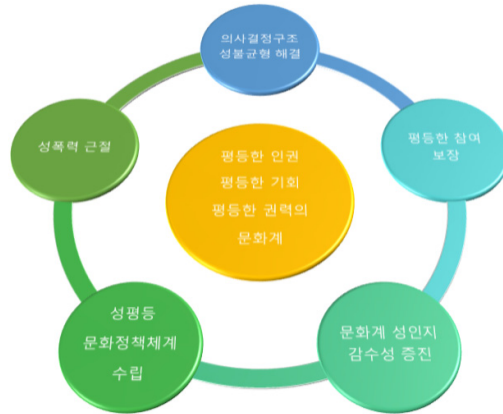 의사결정구조
성불균형 해결
평등한 참여
보장
문화계 성인지
감수성 증진
성평등
문화정책체계
수립
성폭력 근절
평등한 인권
평등한 기회
평등한 권력의
문화계